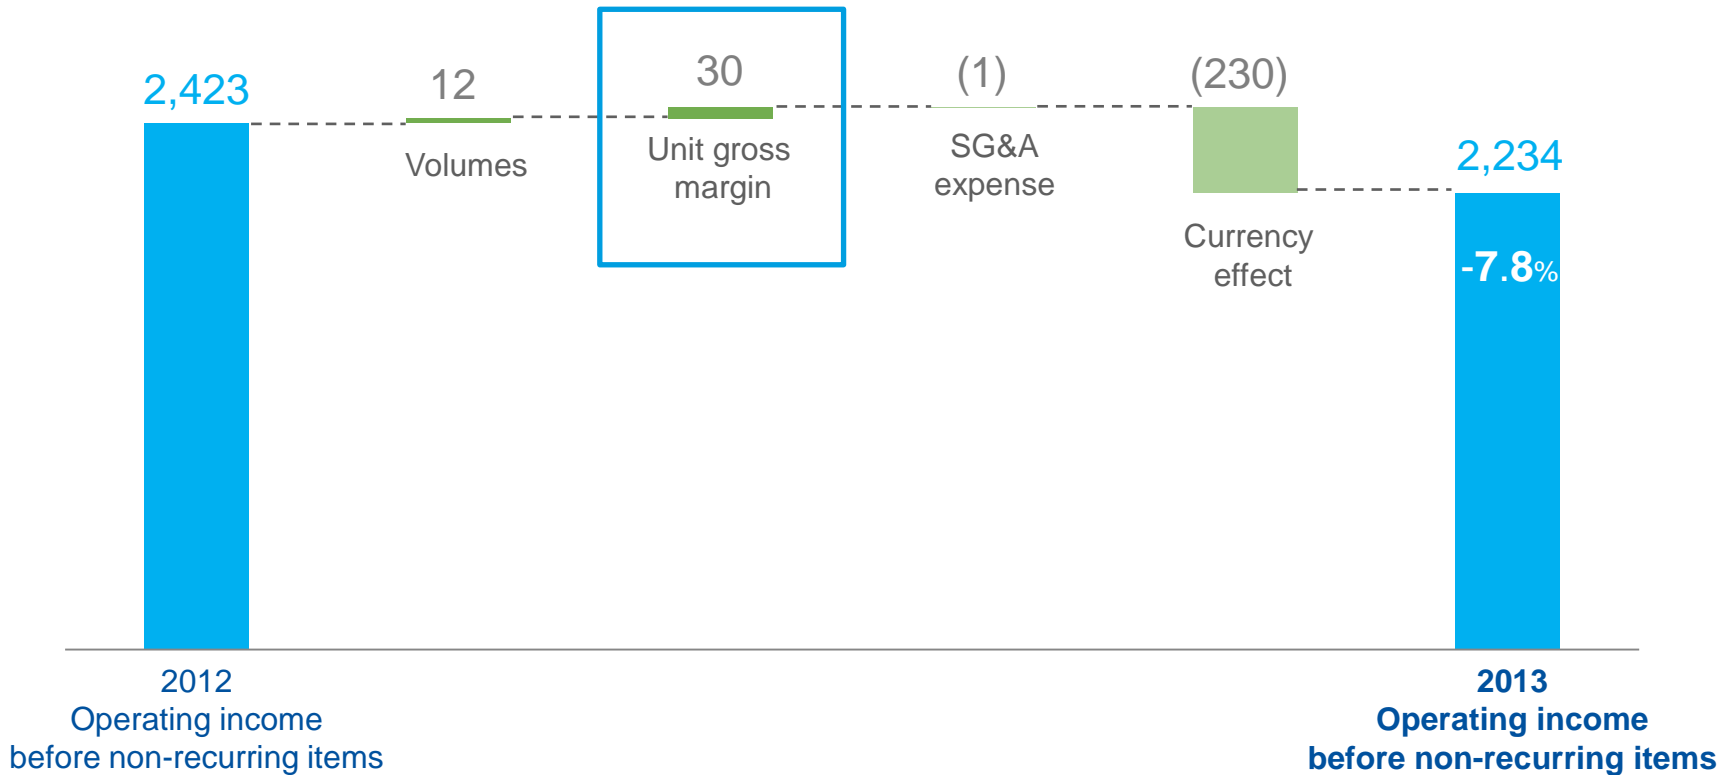 2,423
12
Volumes
30
Unit gross
margin
(1)
SG&A
expense
(230)
Currency
effect
2,234
-7.8%
2012
Operating income
before non-recurring items
2013
Operating income
before non-recurring items